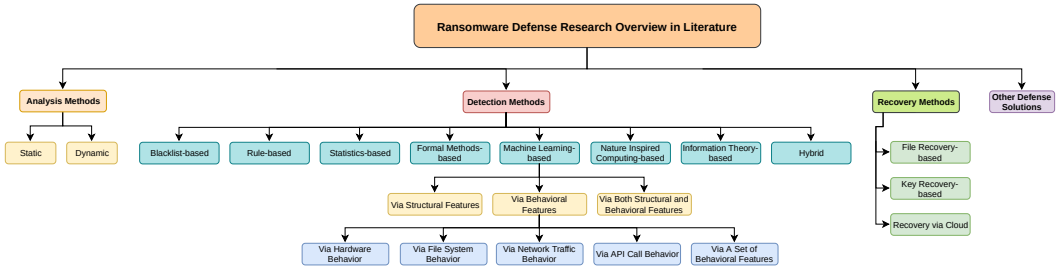 Ransomware Defense Research Overview in Literature
Analysis Methods
Detection Methods
Recovery Methods
Other Defense
Solutions
Static
Dynamic
Blacklist-based
Rule-based
Statistics-based
Formal Methods-
based
Machine Learning-
based
Nature Inspired
Computing-based
Information Theory-
based
Hybrid
File Recovery-
based
Key Recovery-
based
Recovery via Cloud
Via Structural Features
Via Behavioral
Features
Via Both Structural and
Behavioral Features
Via Hardware
Behavior
Via File System
Behavior
Via Network Traffic
Behavior
Via API Call Behavior
Via A Set of
Behavioral Features